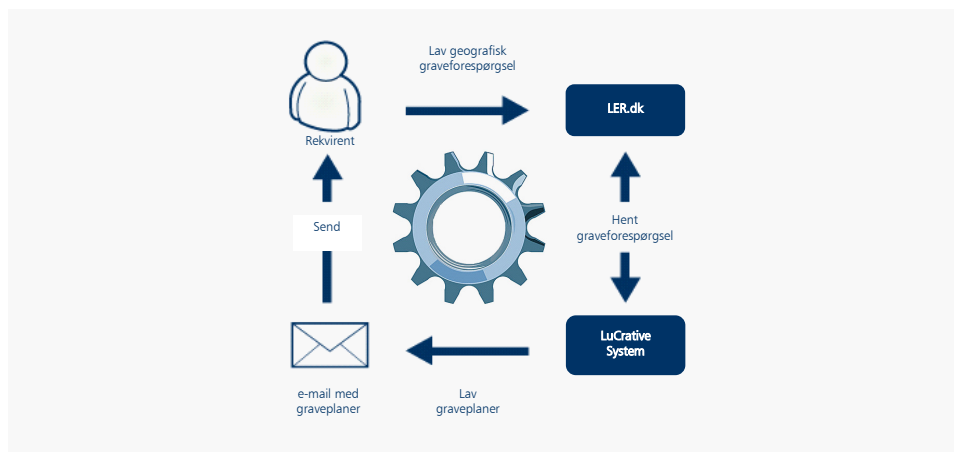 Lav geografisk
graveforespørgsel
LER.dk
Rekvirent
Send
Hent
graveforespørgsel
LuCrative
System
e-mail med
graveplaner
Lav
graveplaner